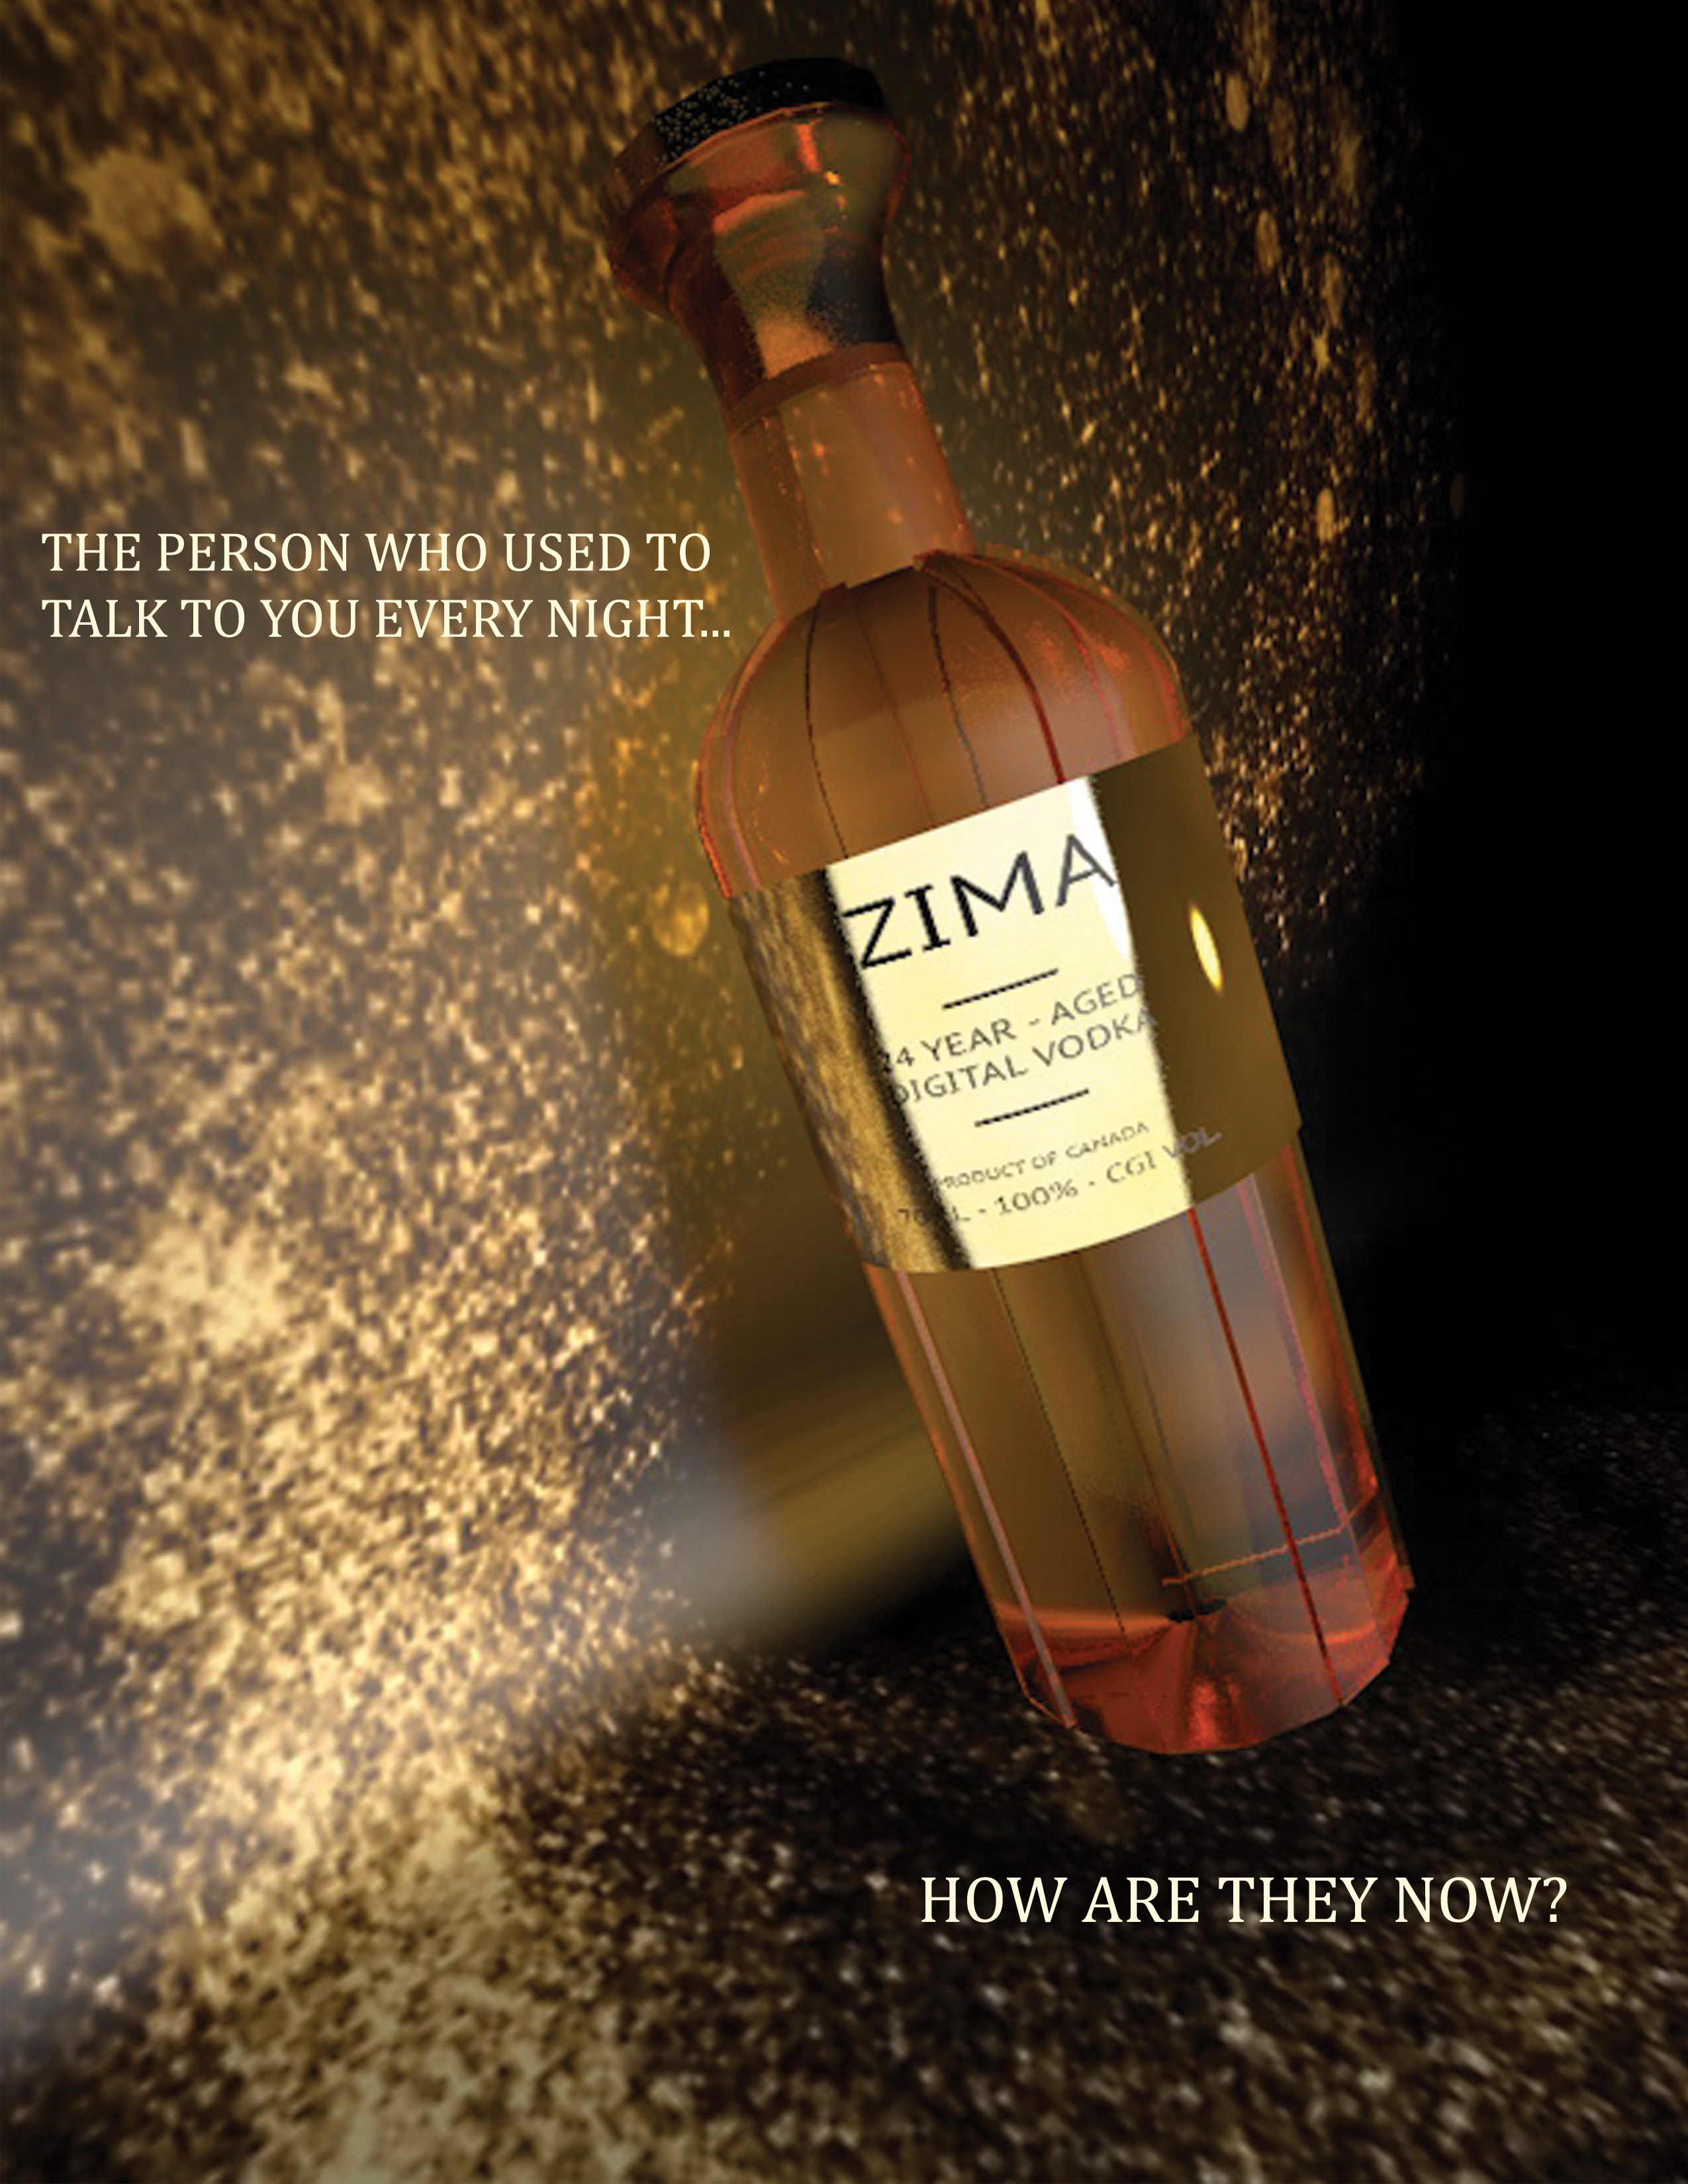 THE PERSON WHO USED TO
TALK TO YOU EVERY NIGHT...
ZIMA
YEAR - AGED
DIGITAL VODKA
PRODUCT OF CANADA
- 100% - CGI VOL
HOW ARE THEY NOW?